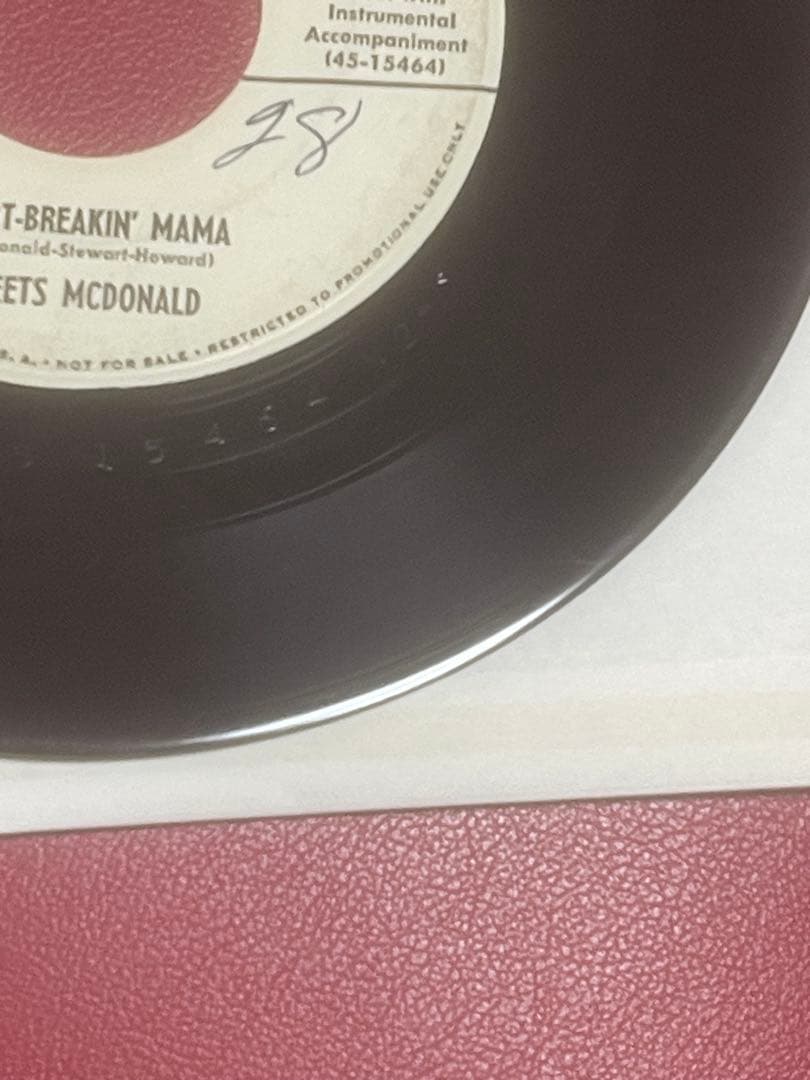 Instrumental
Accompaniment
(45-15464)
28
T-BREAKIN' MAMA
onald-Stewart-Howard)
EETS MCDONALD
S. A. • NOT FOR SALE • RESTRICTED TO PROMOTIONAL USE ONLY
15464